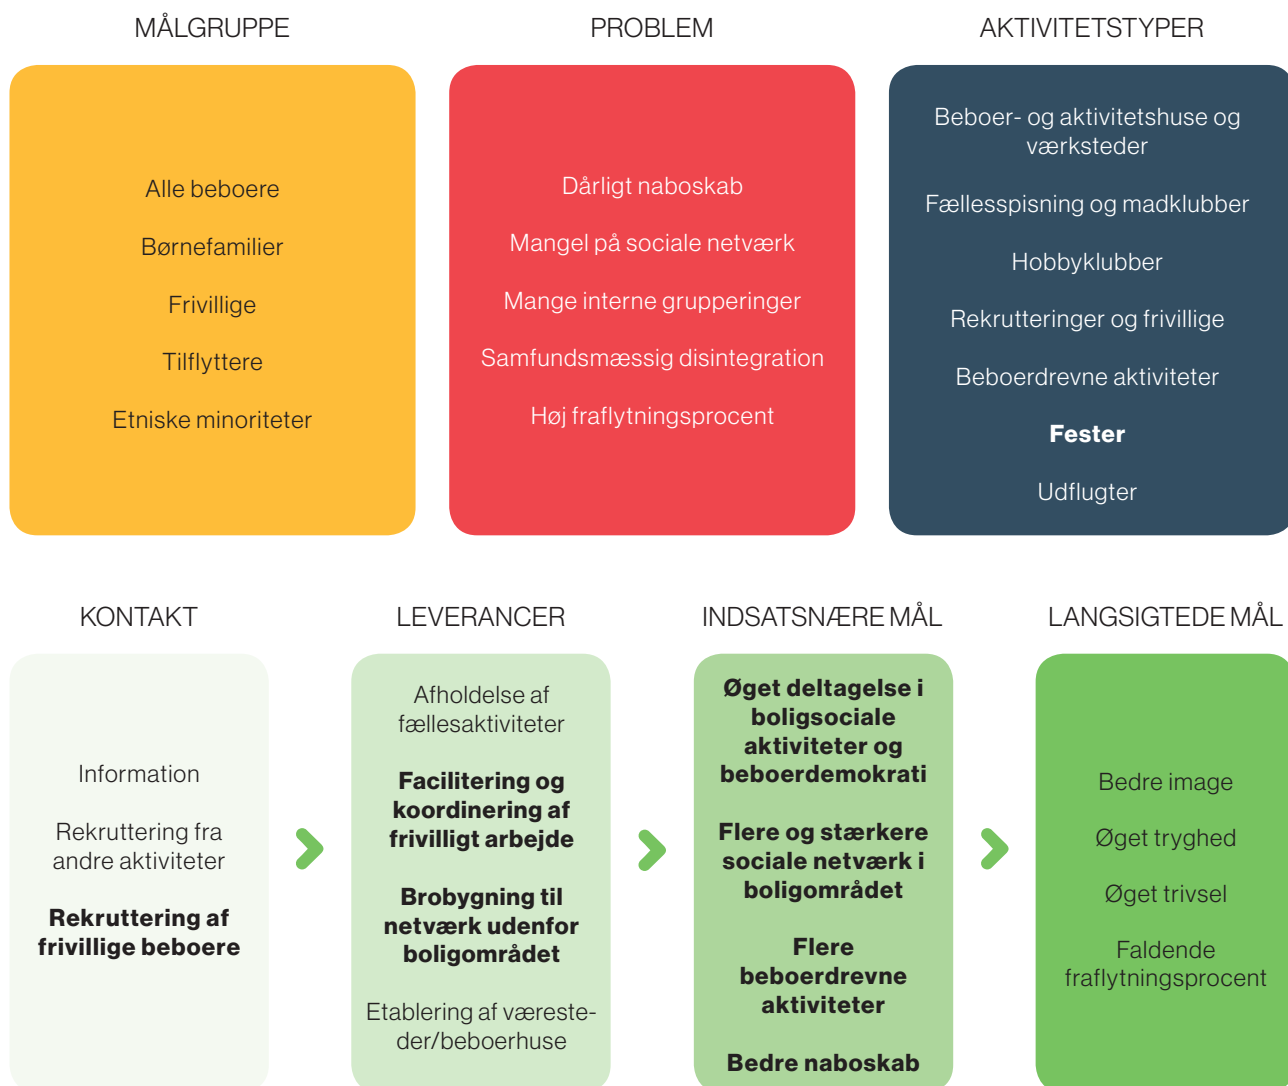 MÅLGRUPPE
Alle beboere
Børnefamilier
Frivillige
Tilflyttere
Etniske minoriteter
PROBLEM
Dårligt naboskab
Mangel på sociale netværk
Mange interne grupperinger
Samfundsmæssig disintegration
Høj fraflytningsprocent
AKTIVITETSTYPER
Beboer- og aktivitetshuse og
værksteder
Fællesspisning og madklubber
Hobbyklubber
Rekrutteringer og frivillige
Beboerdrevne aktiviteter
Fester
Udflugter
KONTAKT
Information
Rekruttering fra
andre aktiviteter
Rekruttering af
frivillige beboere
LEVERANCER
Afholdelse af
fællesaktiviteter
Facilitering og
koordinering af
frivilligt arbejde
Brobygning til
netværk udenfor
boligområdet
Etablering af væreste-
der/beboerhuse
INDSATSNÆRE MÅL
Øget deltagelse i
boligsociale
aktiviteter og
beboerdemokrati
Flere og stærkere
sociale netværk i
boligområdet
Flere
beboerdrevne
aktiviteter
Bedre naboskab
LANGSIGTEDE MÅL
Bedre image
Øget tryghed
Øget trivsel
Faldende
fraflytningsprocent